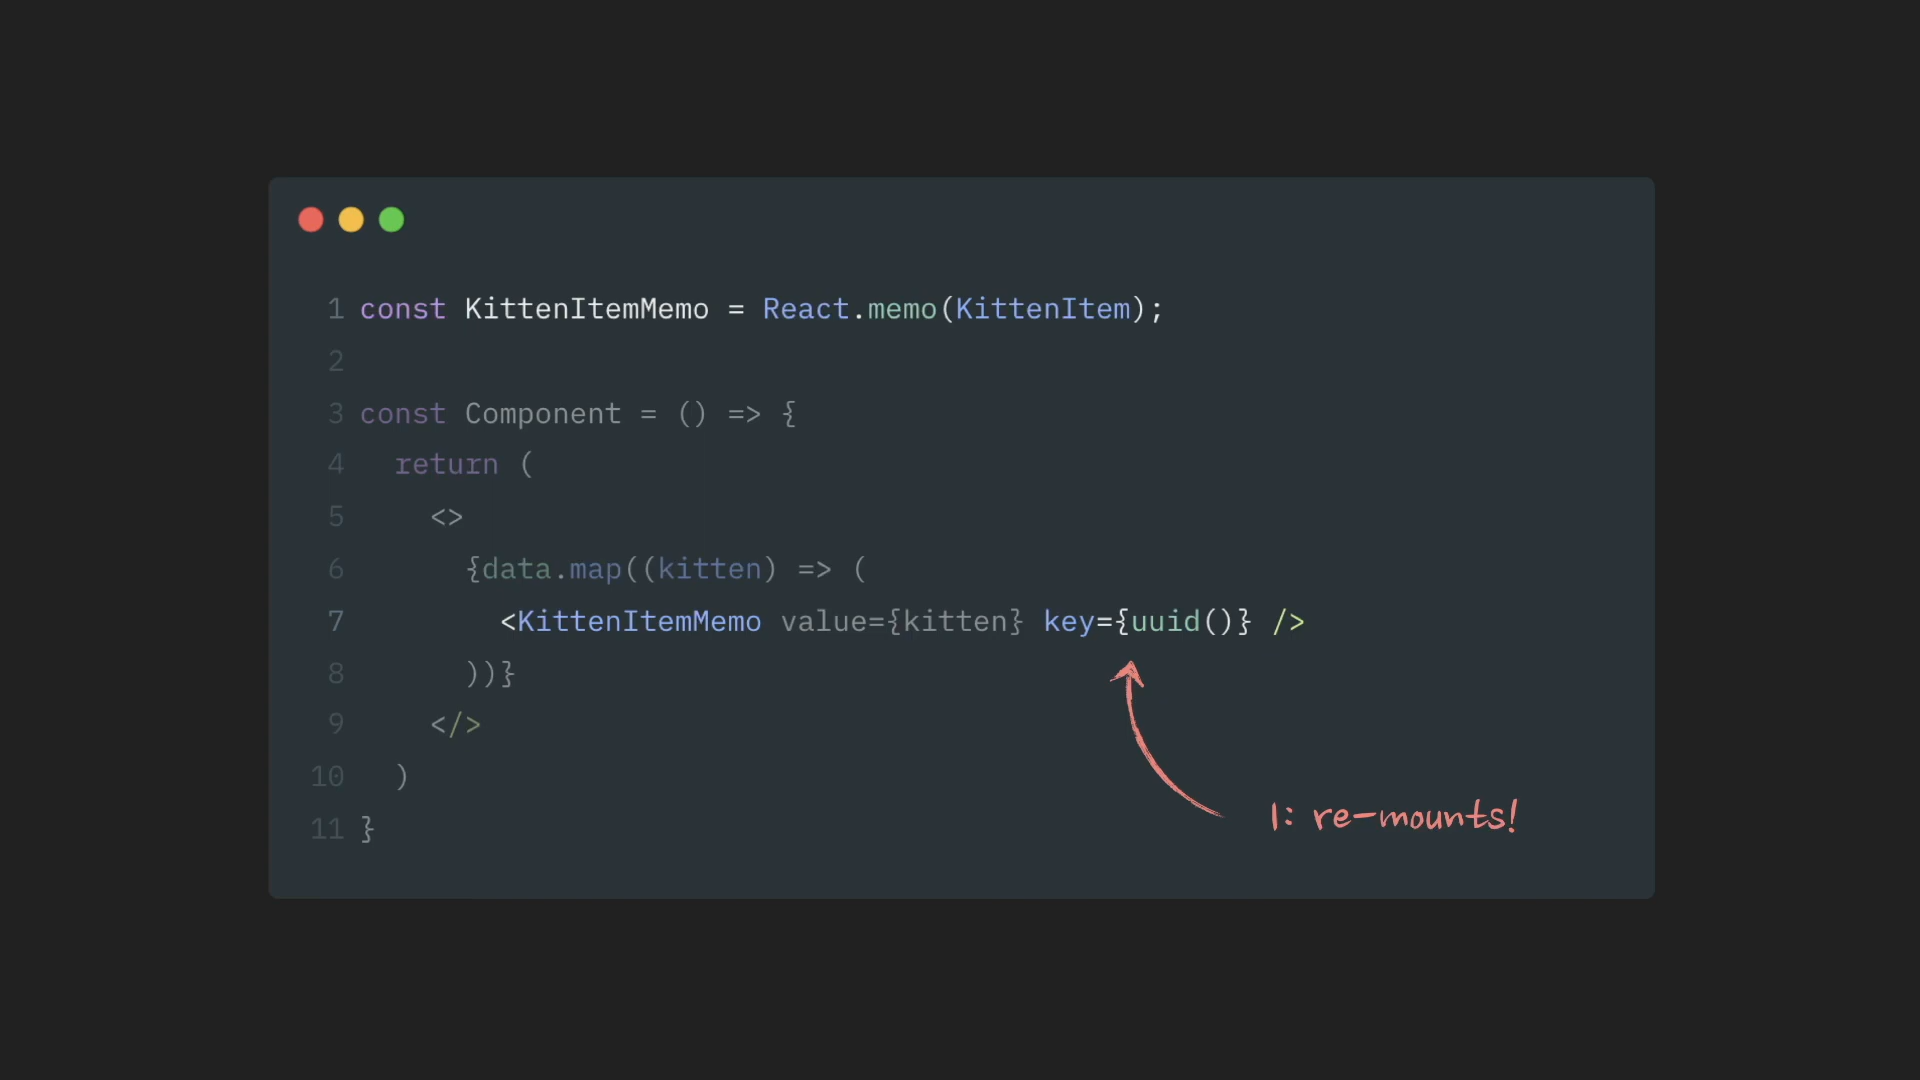 1 const KittenItemMemo = React.memo(KittenItem);
2
3 const Component = () => {
4 return (
5 <>
6 {data.map((kitten) => (
7 <KittenItemMemo value={kitten} key={uuid()} />
8 ))}
9 </>
10 )
11 }
1: re-mounts!